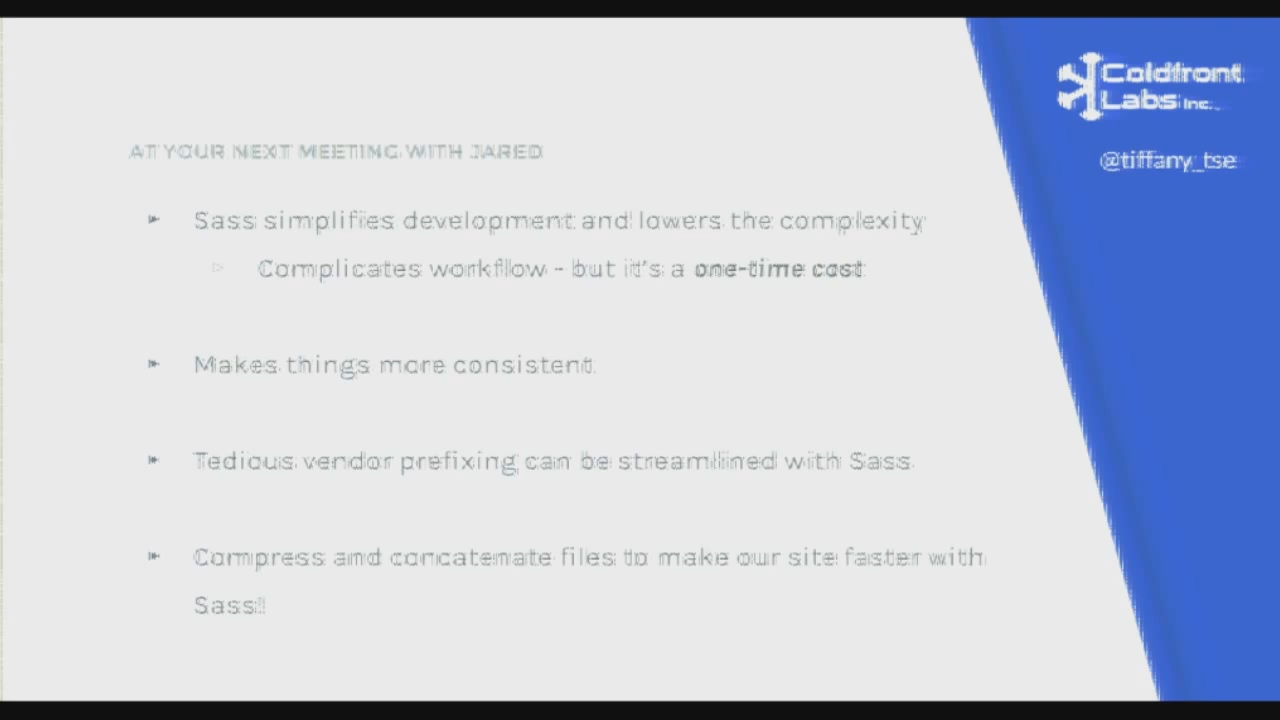 Coldfront
Labs Inc.
@tiffany_tse
AT YOUR NEXT MEETING WITH JARED
Sass simplifies development and lowers the complexity
Complicates workflow - but it's a one-time cost
Makes things more consistent
Tedious vendor prefixing can be streamlined with Sass
Compress and concatenate files to make our site faster with
Sass!